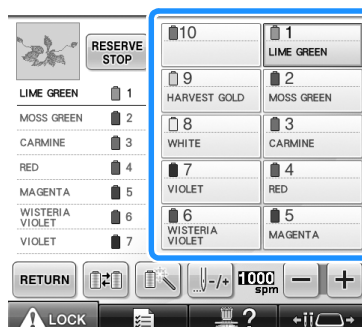 RESERVE
STOP
LIME GREEN 1
MOSS GREEN 2
CARMINE 3
RED 4
MAGENTA 5
WISTERIA
VIOLET 6
VIOLET 7
10
1
LIME GREEN
9
HARVEST GOLD
2
MOSS GREEN
8
WHITE
3
CARMINE
7
VIOLET
4
RED
6
WISTERIA
VIOLET
5
MAGENTA
RETURN
-/+
1000
spm
−
+
LOCK
?